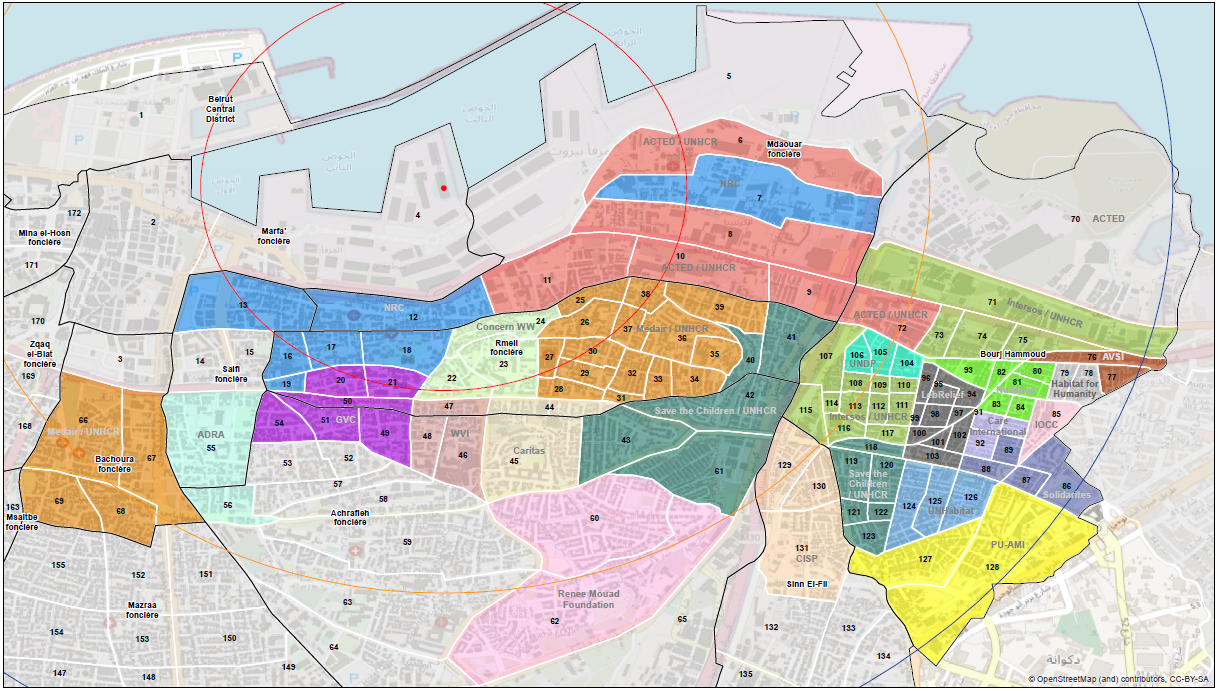 5
P
P
1
Beirut
Central
District
P
ACTED / UNHCR
6
Mdaouar
foncière
NRC
7
172
2
4
Marfa'
foncière
8
70
ACTED
Mina el-Hosn
foncière
171
P
10
ACTED / UNHCR
11
9
71
Intersos / UNHCR
13
NRC
12
25
38
39
ACTED / UNHCR
72
170
Concern WW
24
26
37
Medair / UNHCR
36
41
73
74
75
Zqaq
el-Blat
foncière
169
3
14
15
Saifi
foncière
16
17
18
Rmeil
foncière
23
27
30
35
40
107
106
105
UNDP
104
Bourj Hammoud
76
AVSI
19
20
21
22
29
32
33
34
28
31
42
108
109
110
93
82
80
81
79
78
Habitat for
Humanity
77
50
47
44
Save the Children / UNHCR
115
114
113
112
111
Intersos / UNHCR
116
117
96
95
LebRelief
94
99
98
97
91
83
84
Care
International
85
IOCC
66
168
Medair / UNHCR
ADRA
55
54
51
GVC
49
48
WVI
46
43
Caritas
45
118
100
101
102
103
92
89
Bachoura
foncière
67
53
52
57
61
129
130
119
120
Save the
Children
/ UNHCR
121
122
123
88
87
86
Solidarites
124
125
126
UNHabitat
163
Msaitbe
foncière
69
68
56
58
Achrafieh
foncière
59
60
131
CISP
127
PU-AMI
128
155
152
151
Sinn El-Fil
Renee Mouad
Foundation
62
63
64
65
Mazraa
foncière
154
153
150
132
133
134
135
147
148
149
P
دكوانة
© OpenStreetMap (and) contributors, CC-BY-SA